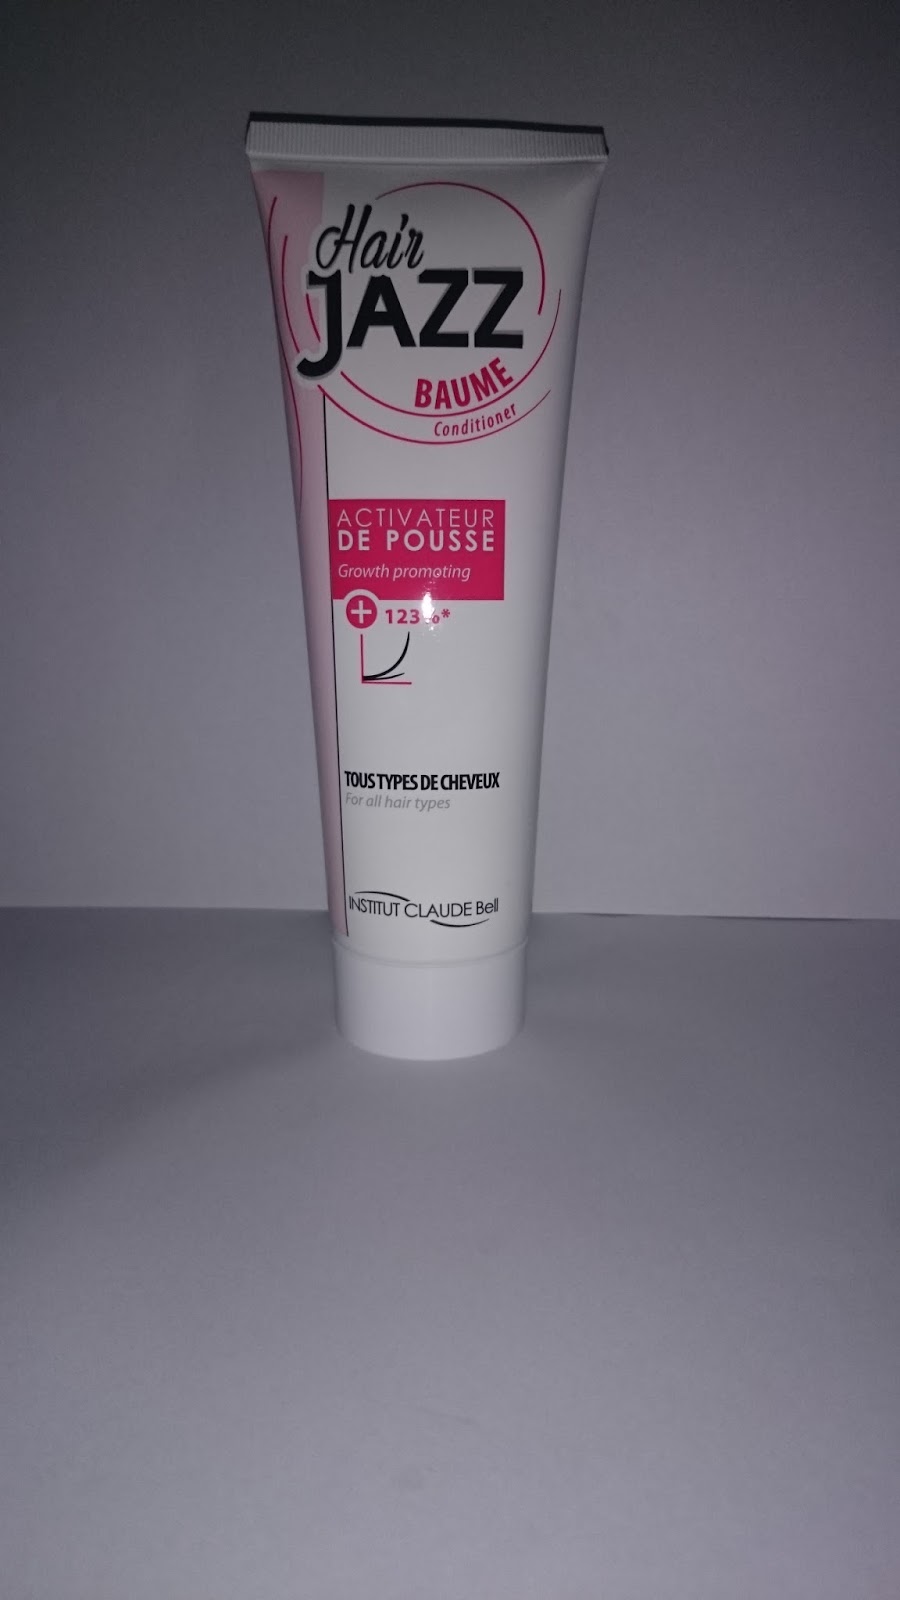 Hair
JAZZ
BAUME
Conditioner
ACTIVATEUR
DE POUSSE
Growth promoting
+ 123%*
TOUS TYPES DE CHEVEUX
For all hair types
INSTITUT CLAUDE Bell